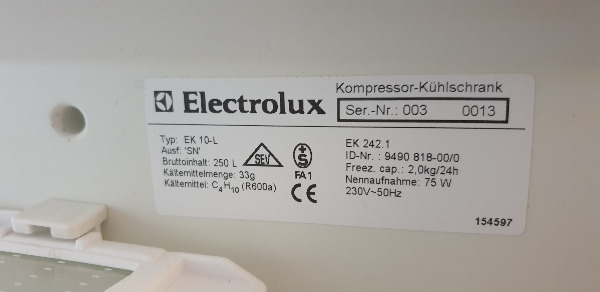 Electrolux
Kompressor-Kühlschrank
Ser.-Nr.: 003 0013
Typ: EK 10-L
Ausf: 'SN'
Bruttoinhalt: 250 L
Kältemittelmenge: 33g
Kältemittel: C₄H₁₀ (R600a)
SEV
S
FA1
CE
EK 242.1
ID-Nr.: 9490 818-00/0
Freez. cap.: 2,0kg/24h
Nennaufnahme: 75 W
230V~50Hz
154597